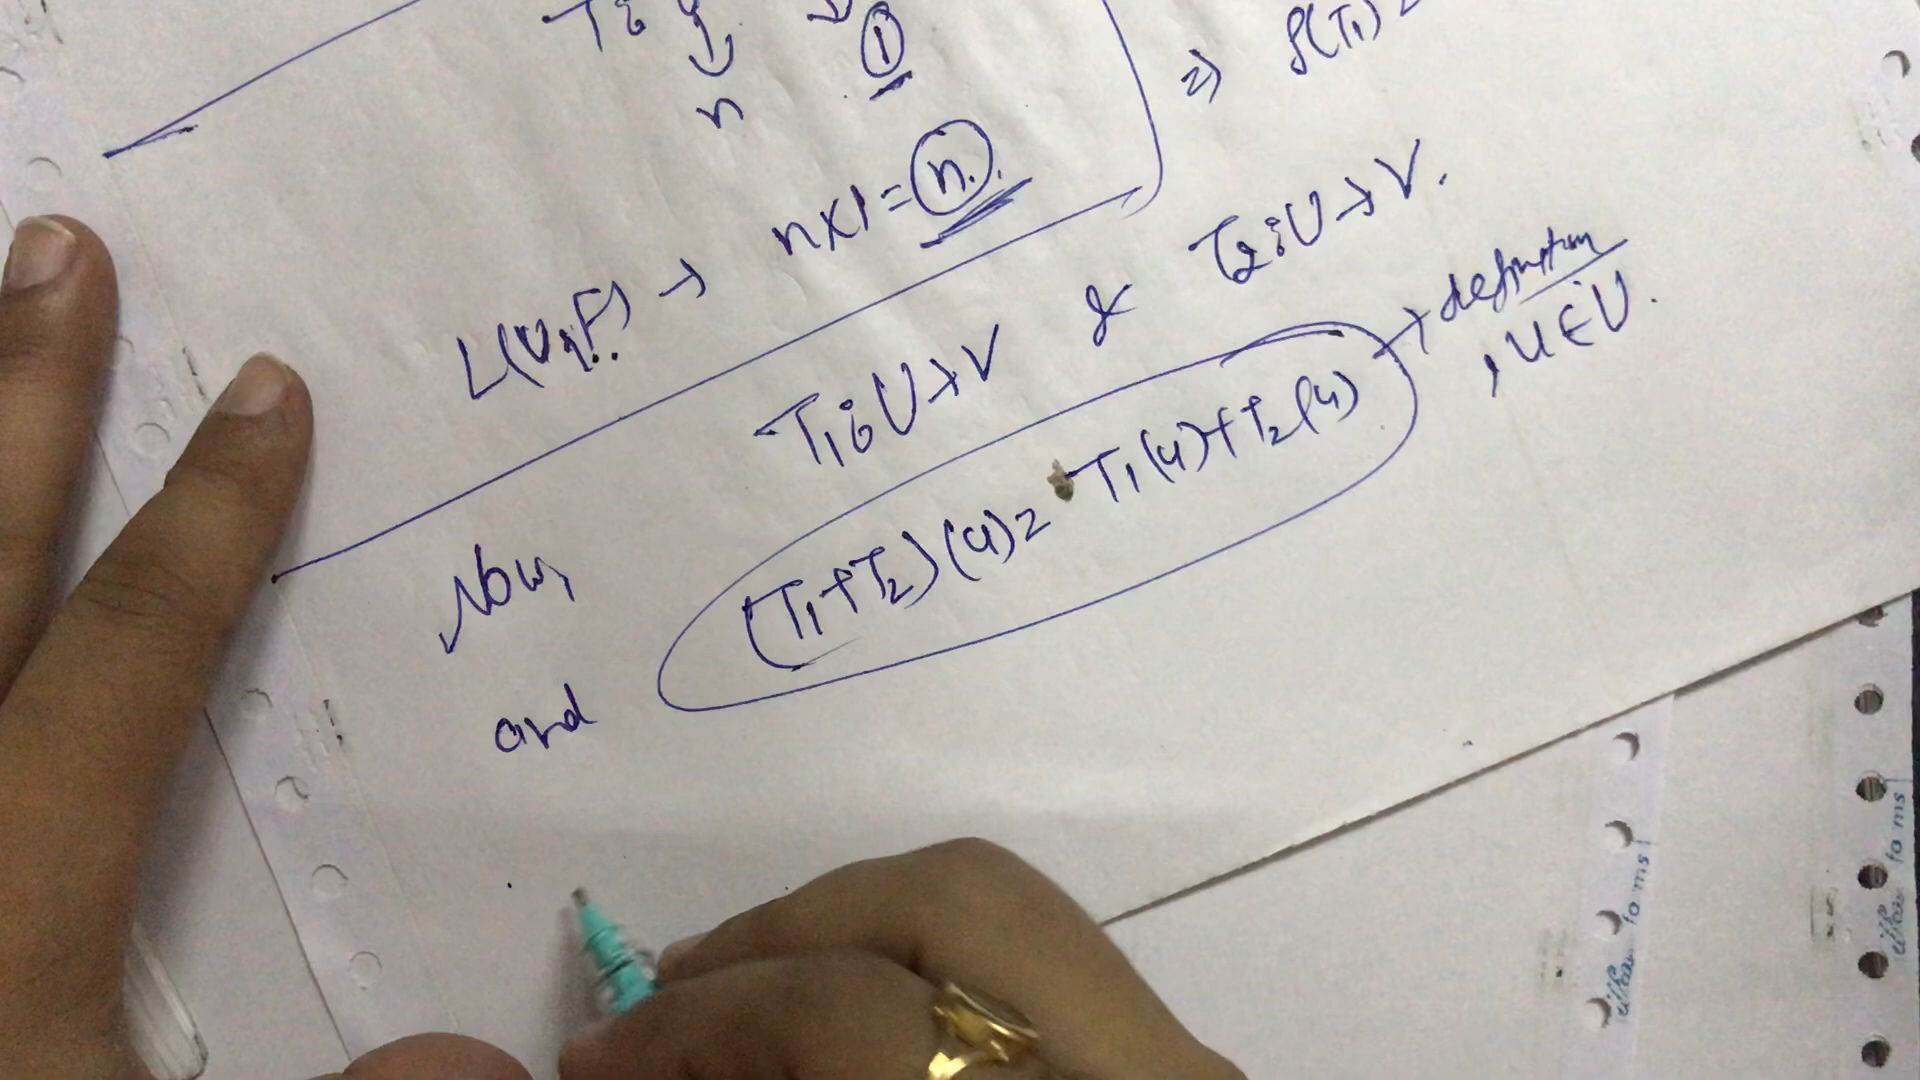 T:
n
①
⇒ ρ(T₁) =
L(U,F) → n×1 = n.
Now, T₁: U→V & T₂: U→V.
→ definition
and (T₁+T₂)(u) = T₁(u)+T₂(u) , u∈U.